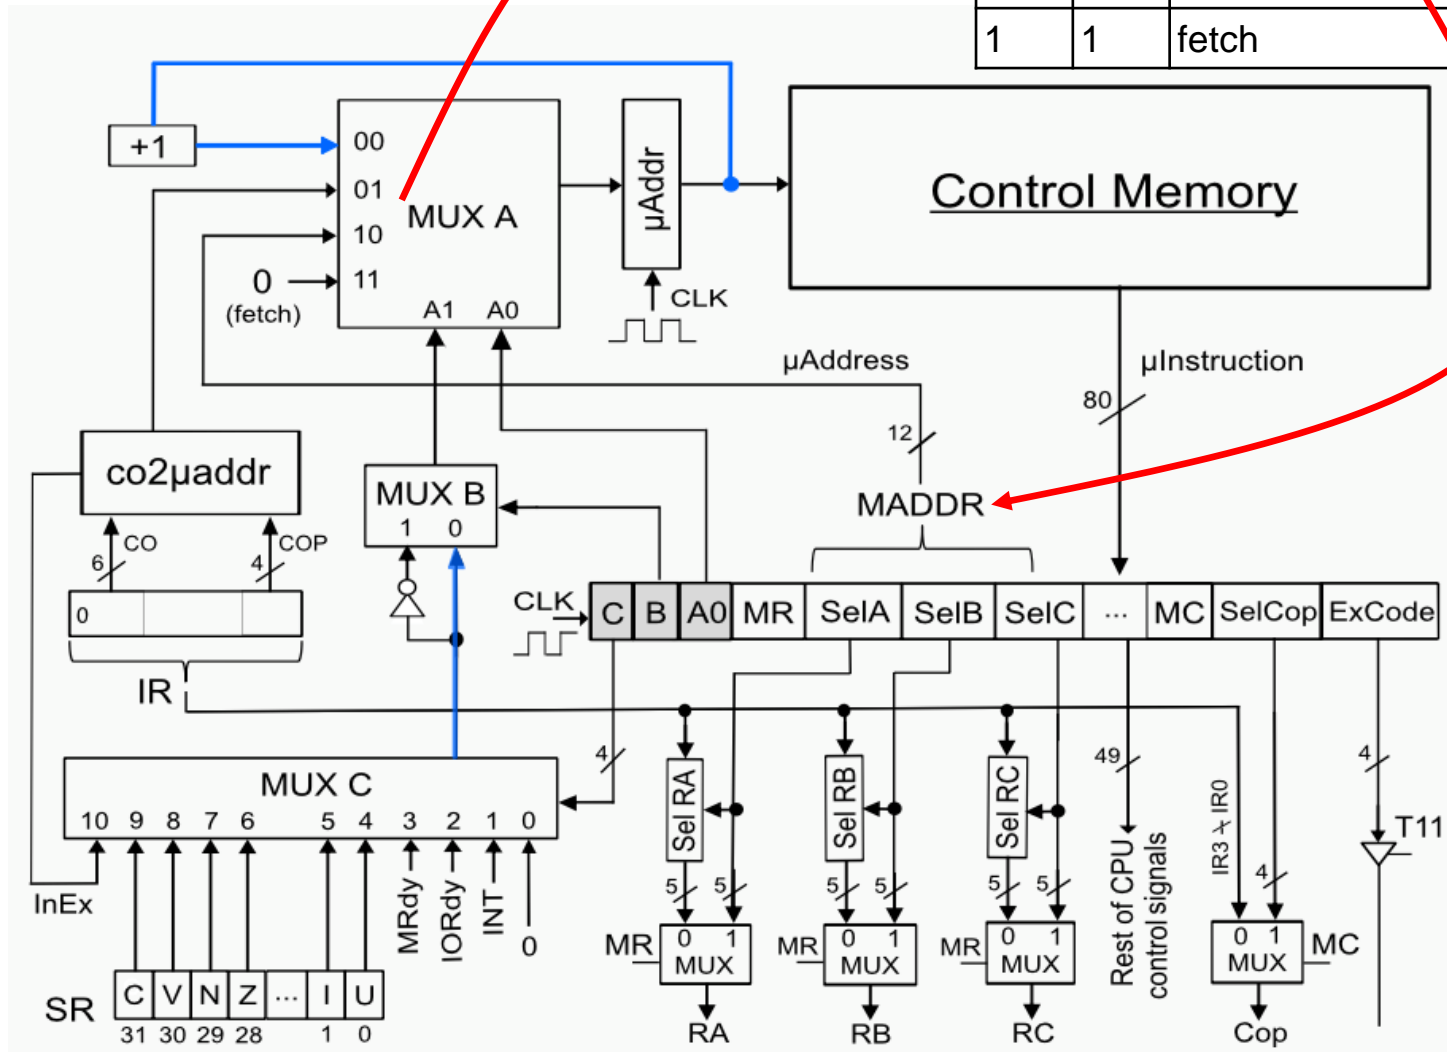 1 1 fetch
+1
00
01
10
11
MUX A
A1 A0
0
(fetch)
µAddr
CLK
Control Memory
µAddress
µInstruction
80
12
MADDR
co2µaddr
CO
6
COP
4
0
IR
MUX B
1 0
CLK
C B A0 MR SelA SelB SelC ... MC SelCop ExCode
4
MUX C
10 9 8 7 6 5 4 3 2 1 0
InEx
MRdy
IORdy
INT
0
SR
C V N Z ... I U
31 30 29 28 1 0
Sel RA
5 5
MR
0 1
MUX
RA
Sel RB
5 5
MR
0 1
MUX
RB
Sel RC
5 5
MR
0 1
MUX
RC
49
Rest of CPU
control signals
IR3 IR0
4
0 1
MUX
MC
Cop
4
T11